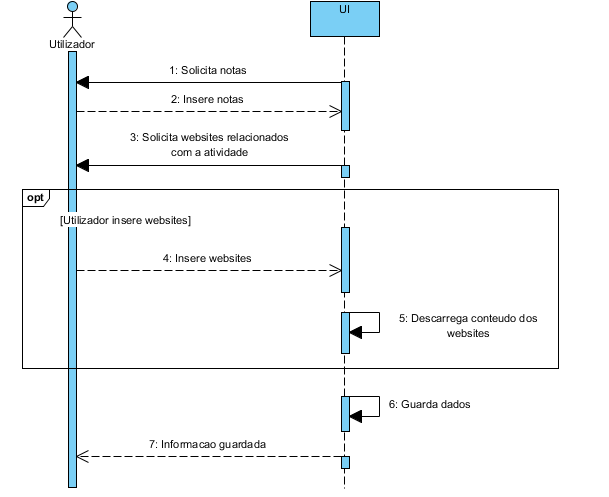 UI
Utilizador
1: Solicita notas
2: Insere notas
3: Solicita websites relacionados
com a atividade
opt
[Utilizador insere websites]
4: Insere websites
5: Descarrega conteudo dos
websites
6: Guarda dados
7: Informacao guardada